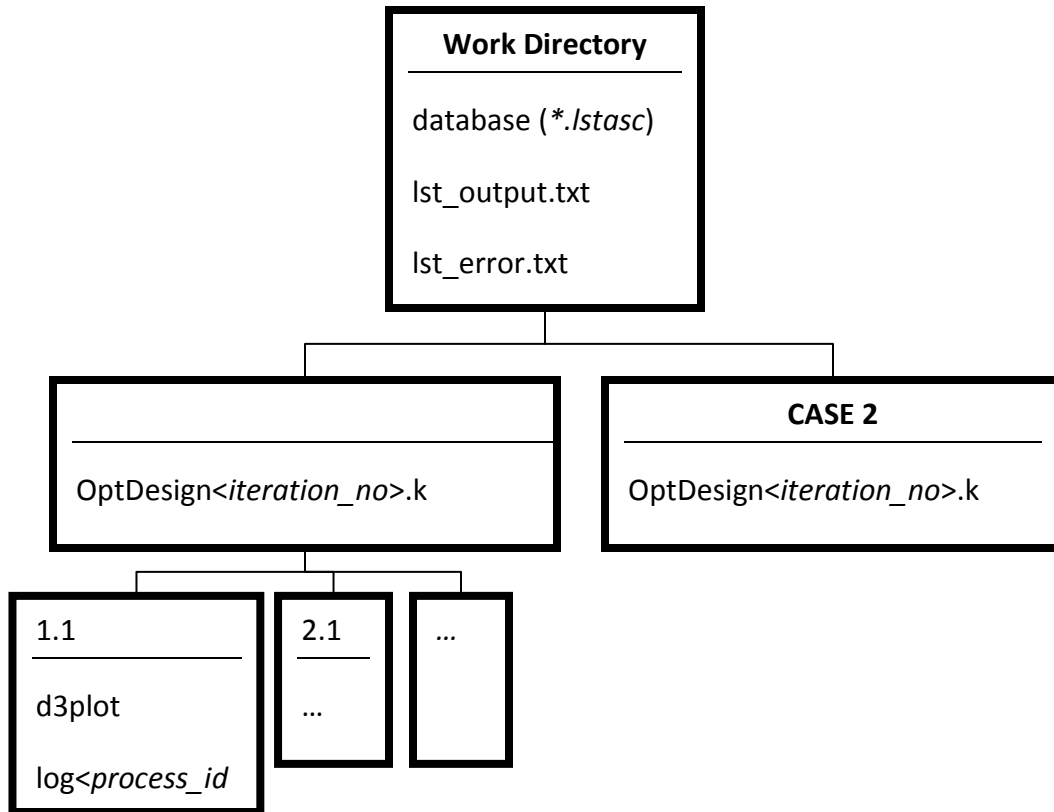 Work Directory
database (*.lstasc)
lst_output.txt
lst_error.txt
OptDesign<iteration_no>.k
CASE 2
OptDesign<iteration_no>.k
1.1
d3plot
log<process_id
2.1
...
...